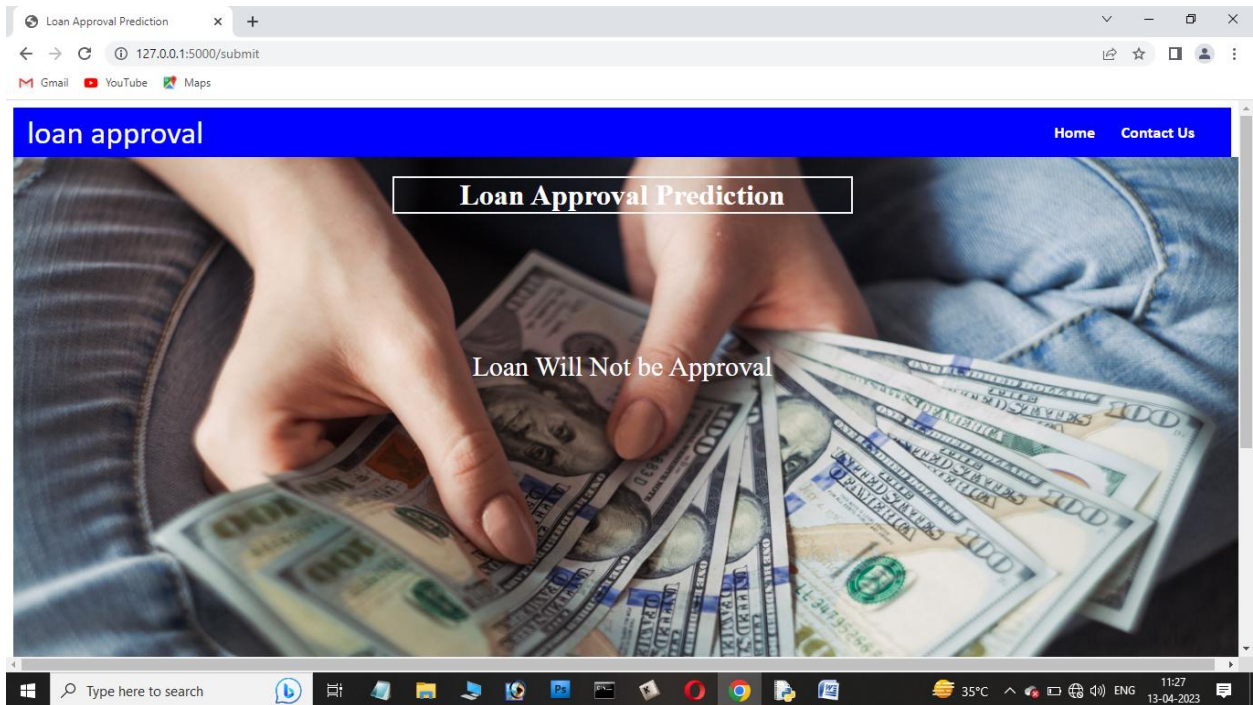 Loan Approval Prediction
127.0.0.1:5000/submit
Gmail YouTube Maps
loan approval Home Contact Us
Loan Approval Prediction
Loan Will Not be Approval
Type here to search
35°C ENG 11:27
13-04-2023